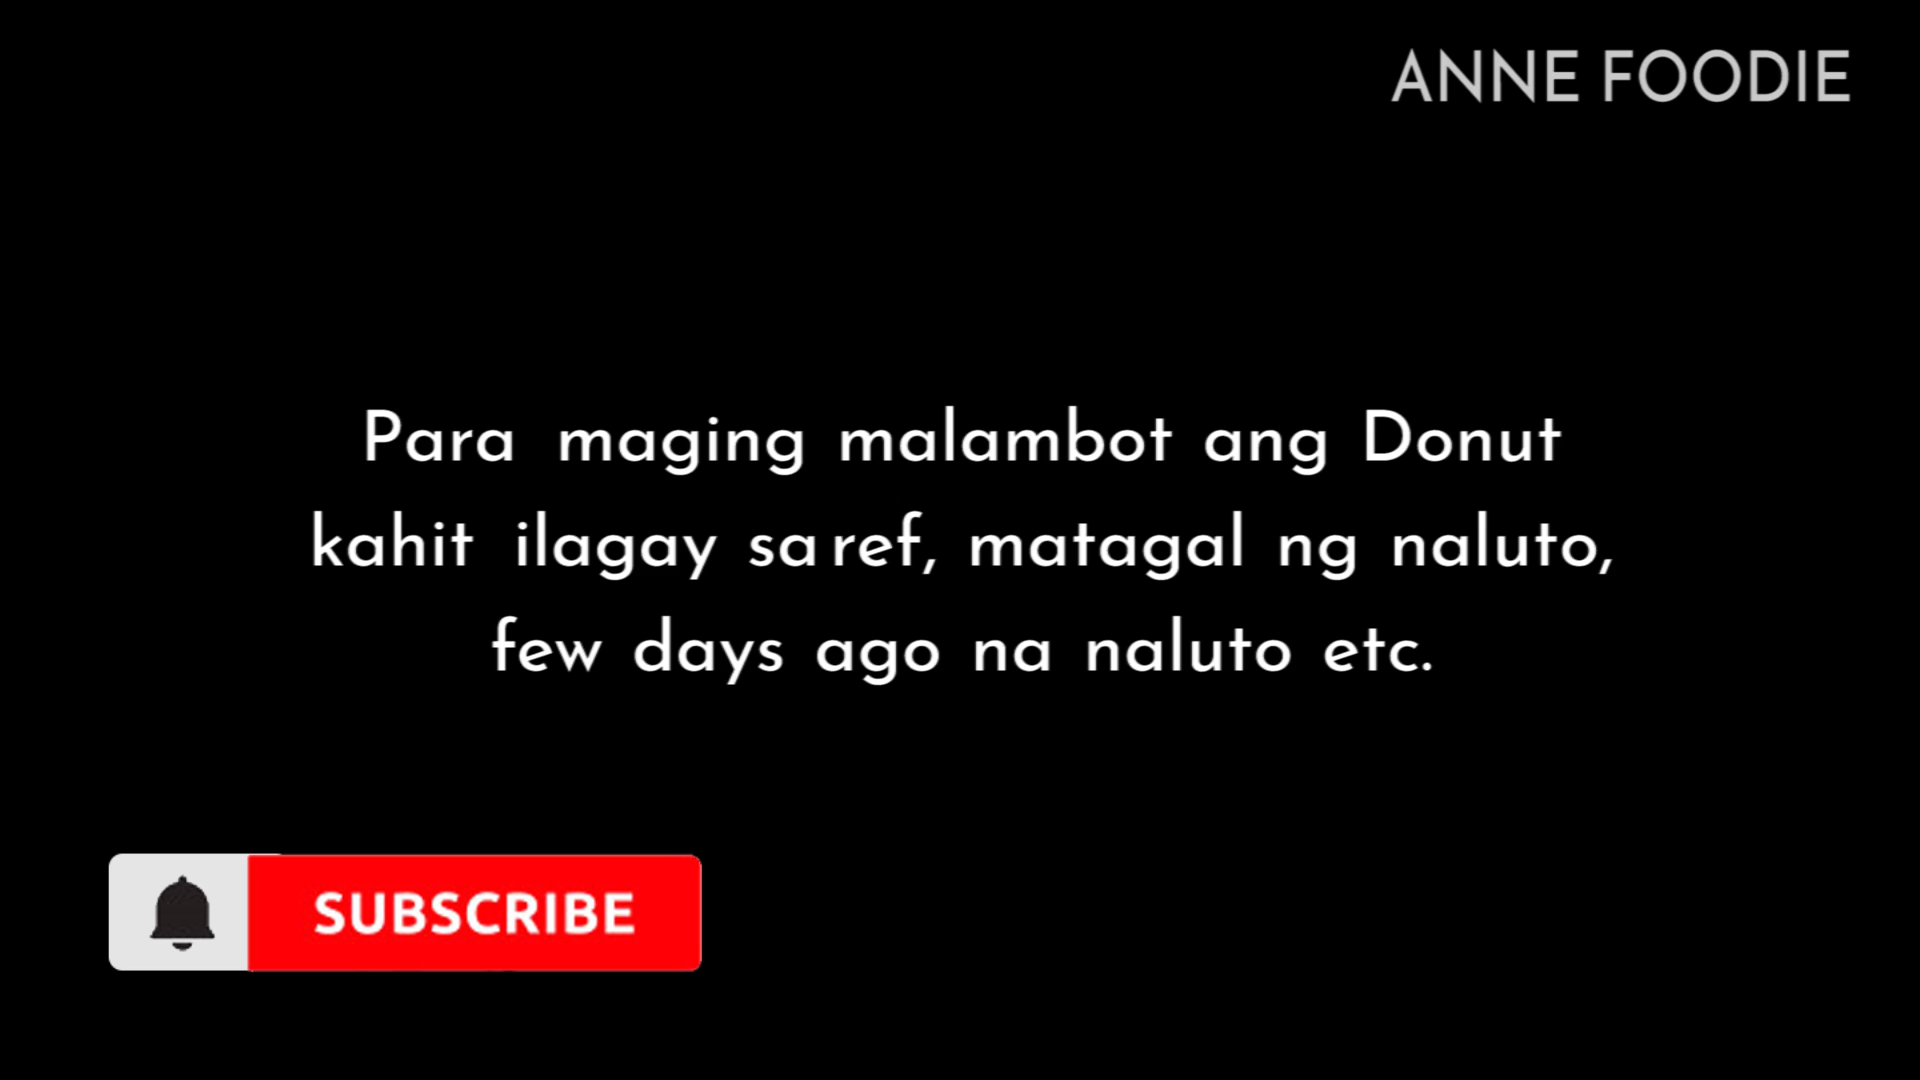 ANNE FOODIE
Para maging malambot ang Donut
kahit ilagay sa ref, matagal ng naluto,
few days ago na naluto etc.
SUBSCRIBE